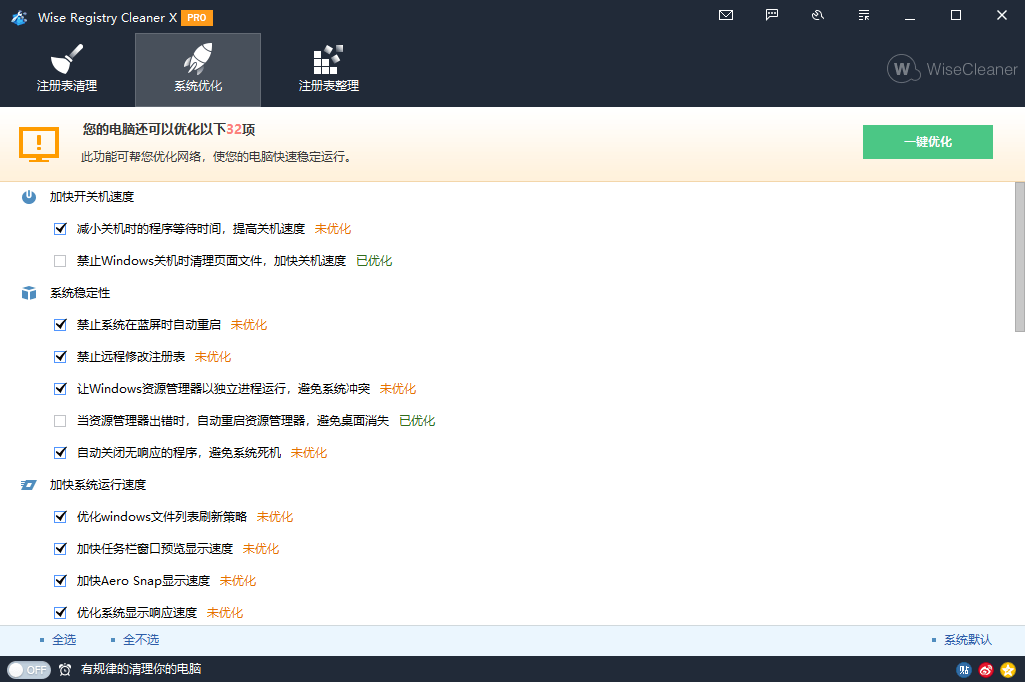 Wise Registry Cleaner X PRO
注册表清理 系统优化 注册表整理
W WiseCleaner
您的电脑还可以优化以下32项
此功能可帮您优化网络，使您的电脑快速稳定运行。
一键优化
加快开关机速度
减小关机时的程序等待时间，提高关机速度 未优化
禁止Windows关机时清理页面文件，加快关机速度 已优化
系统稳定性
禁止系统在蓝屏时自动重启 未优化
禁止远程修改注册表 未优化
让Windows资源管理器以独立进程运行，避免系统冲突 未优化
当资源管理器出错时，自动重启资源管理器，避免桌面消失 已优化
自动关闭无响应的程序，避免系统死机 未优化
加快系统运行速度
优化windows文件列表刷新策略 未优化
加快任务栏窗口预览显示速度 未优化
加快Aero Snap显示速度 未优化
优化系统显示响应速度 未优化
全选 全不选 系统默认
OFF 有规律的清理你的电脑 贴